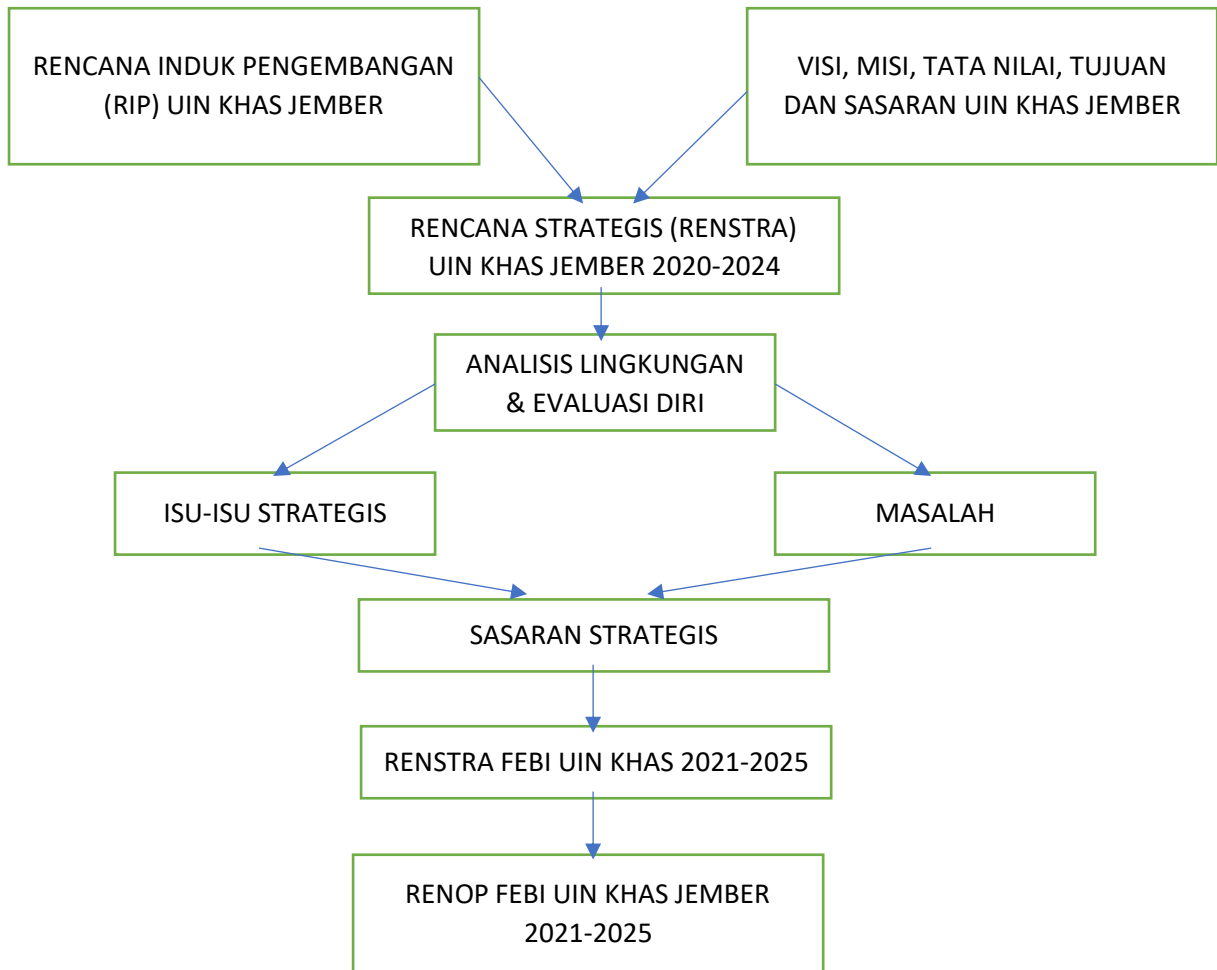 RENCANA INDUK PENGEMBANGAN
(RIP) UIN KHAS JEMBER
VISI, MISI, TATA NILAI, TUJUAN
DAN SASARAN UIN KHAS JEMBER
RENCANA STRATEGIS (RENSTRA)
UIN KHAS JEMBER 2020-2024
ANALISIS LINGKUNGAN
& EVALUASI DIRI
ISU-ISU STRATEGIS
MASALAH
SASARAN STRATEGIS
RENSTRA FEBI UIN KHAS 2021-2025
RENOP FEBI UIN KHAS JEMBER
2021-2025